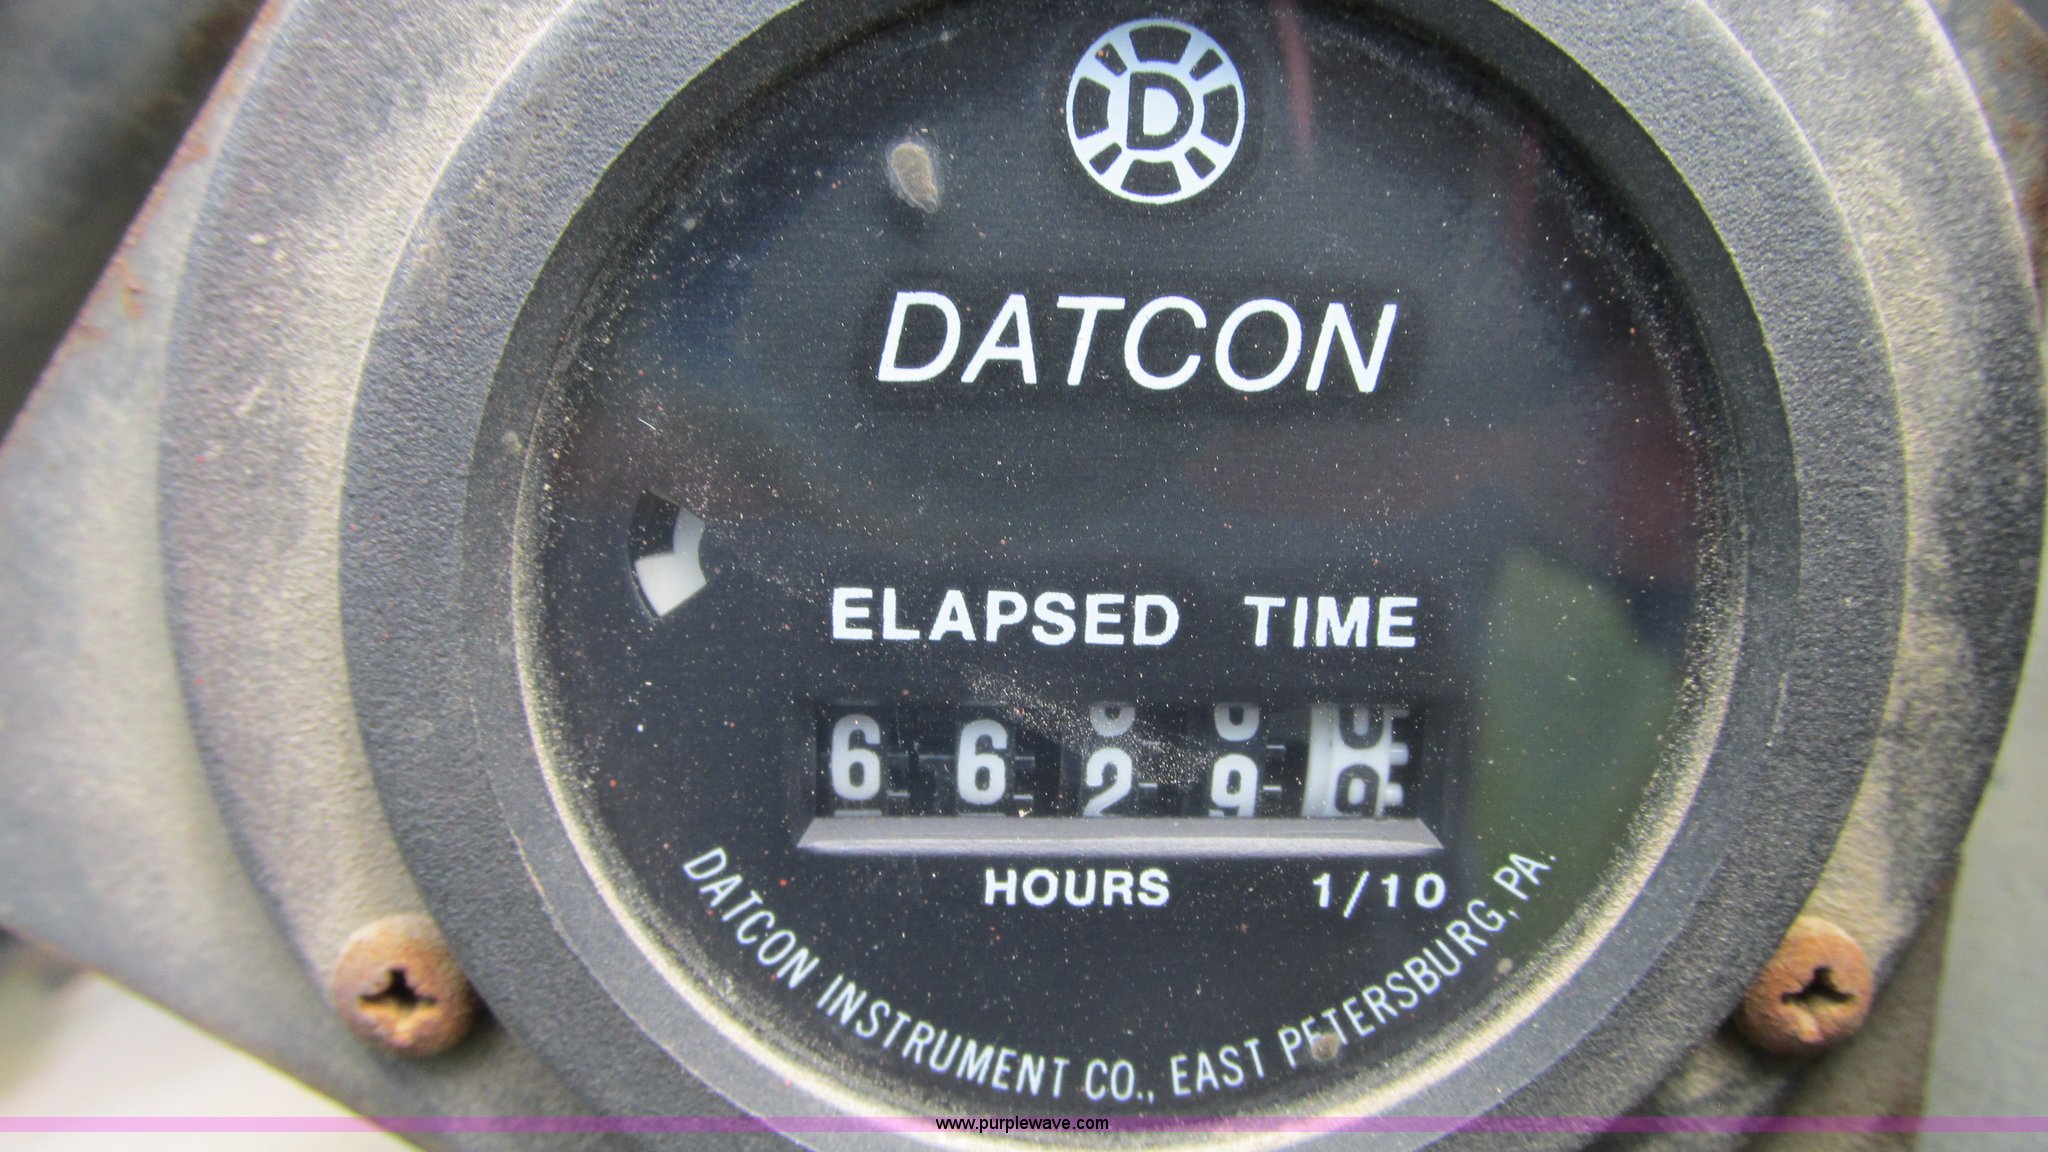 D
DATCON
ELAPSED TIME
6 6 2 9
HOURS 1/10
DATCON INSTRUMENT CO., EAST PETERSBURG, PA.
www.purplewave.com